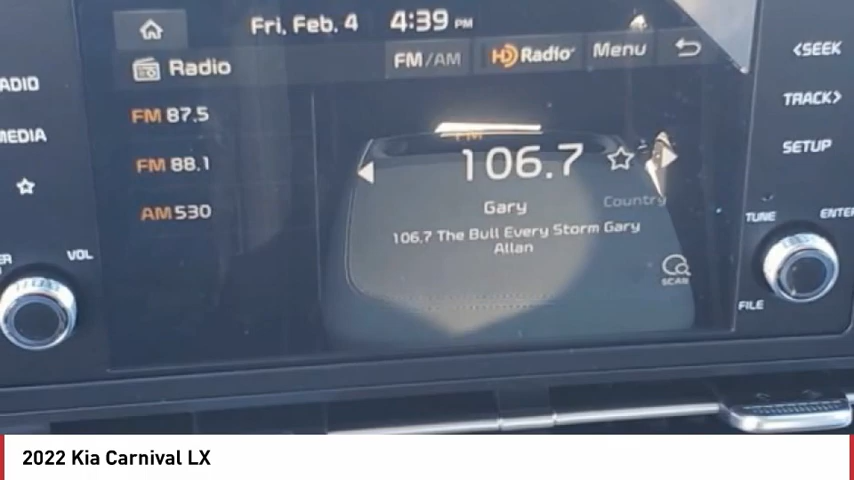 Fri, Feb. 4 4:39 PM
Radio FM/AM HD Radio Menu
<SEEK
TRACK>
SETUP
MEDIA
FM 87.5
FM 88.1
AM 530
FM
106.7
Gary Country
106.7 The Bull Every Storm Gary
Allan
SCAN
VOL
TUNE
FILE
2022 Kia Carnival LX